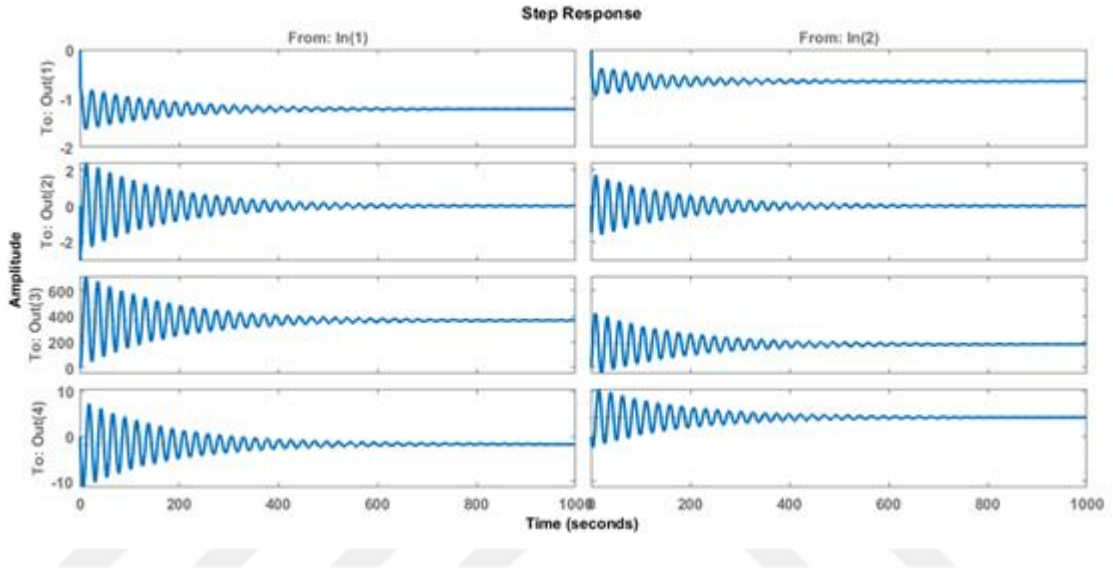 Step Response
From: In(1)
From: In(2)
Amplitude
To: Out(1)
0
-1
-2
To: Out(2)
2
0
-2
To: Out(3)
600
400
200
0
To: Out(4)
10
0
-10
0 200 400 600 800 1000
200 400 600 800 1000
Time (seconds)